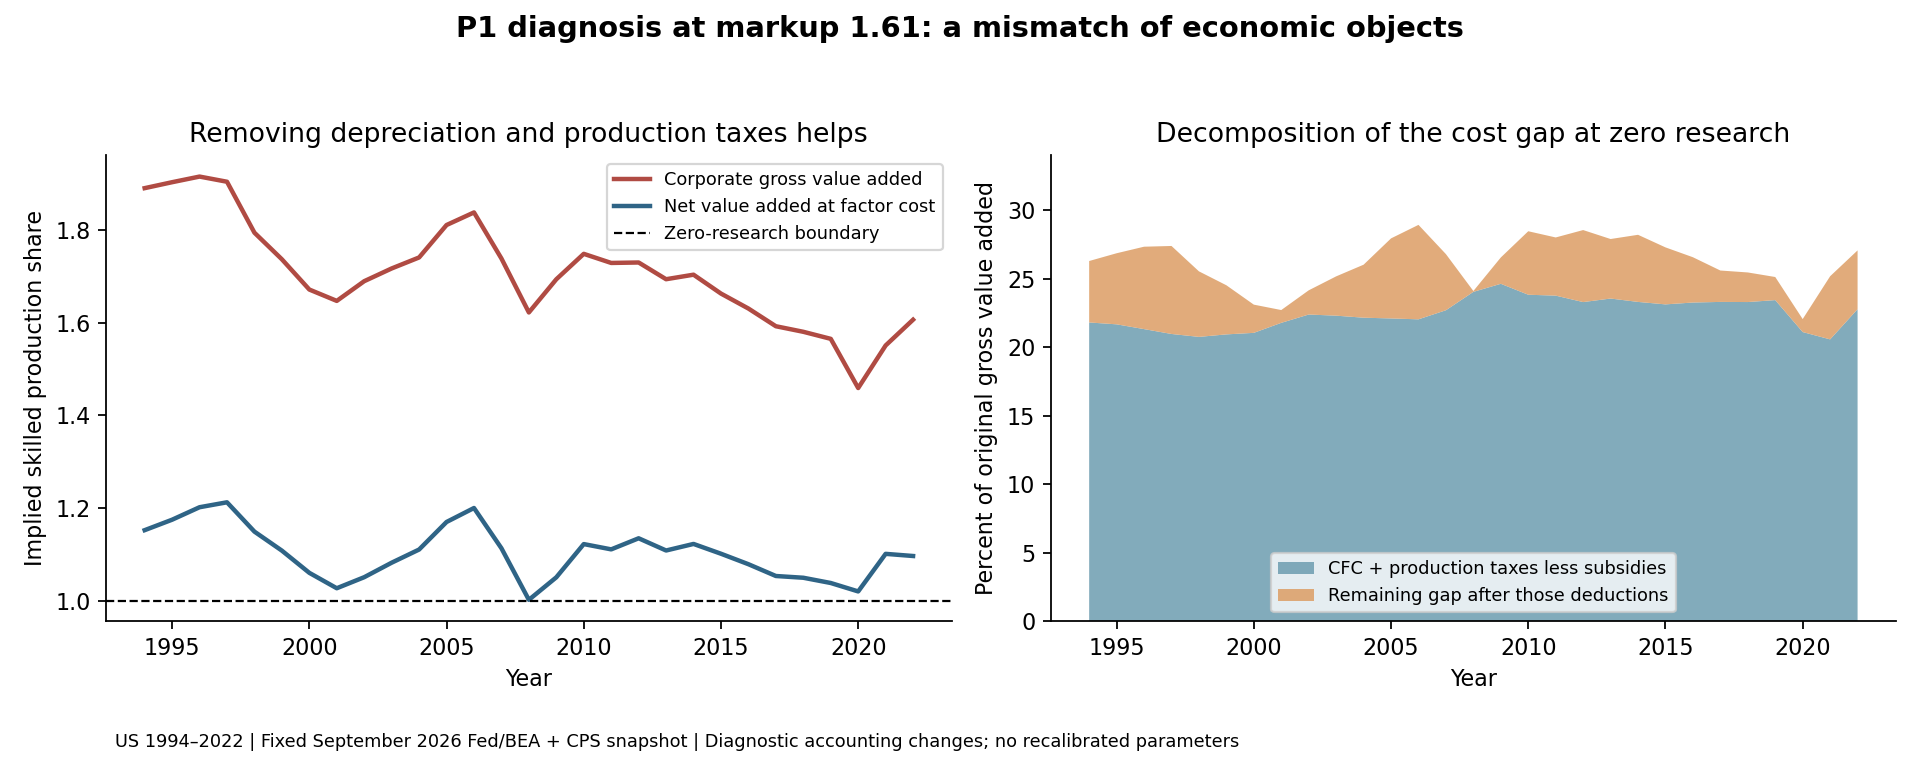 P1 diagnosis at markup 1.61: a mismatch of economic objects
Removing depreciation and production taxes helps
Implied skilled production share
1.8
1.6
1.4
1.2
1.0
Corporate gross value added
Net value added at factor cost
Zero-research boundary
1995
2000
2005
2010
2015
2020
Year
Decomposition of the cost gap at zero research
Percent of original gross value added
30
25
20
15
10
5
0
CFC + production taxes less subsidies
Remaining gap after those deductions
1995
2000
2005
2010
2015
2020
Year
US 1994–2022 | Fixed September 2026 Fed/BEA + CPS snapshot | Diagnostic accounting changes; no recalibrated parameters